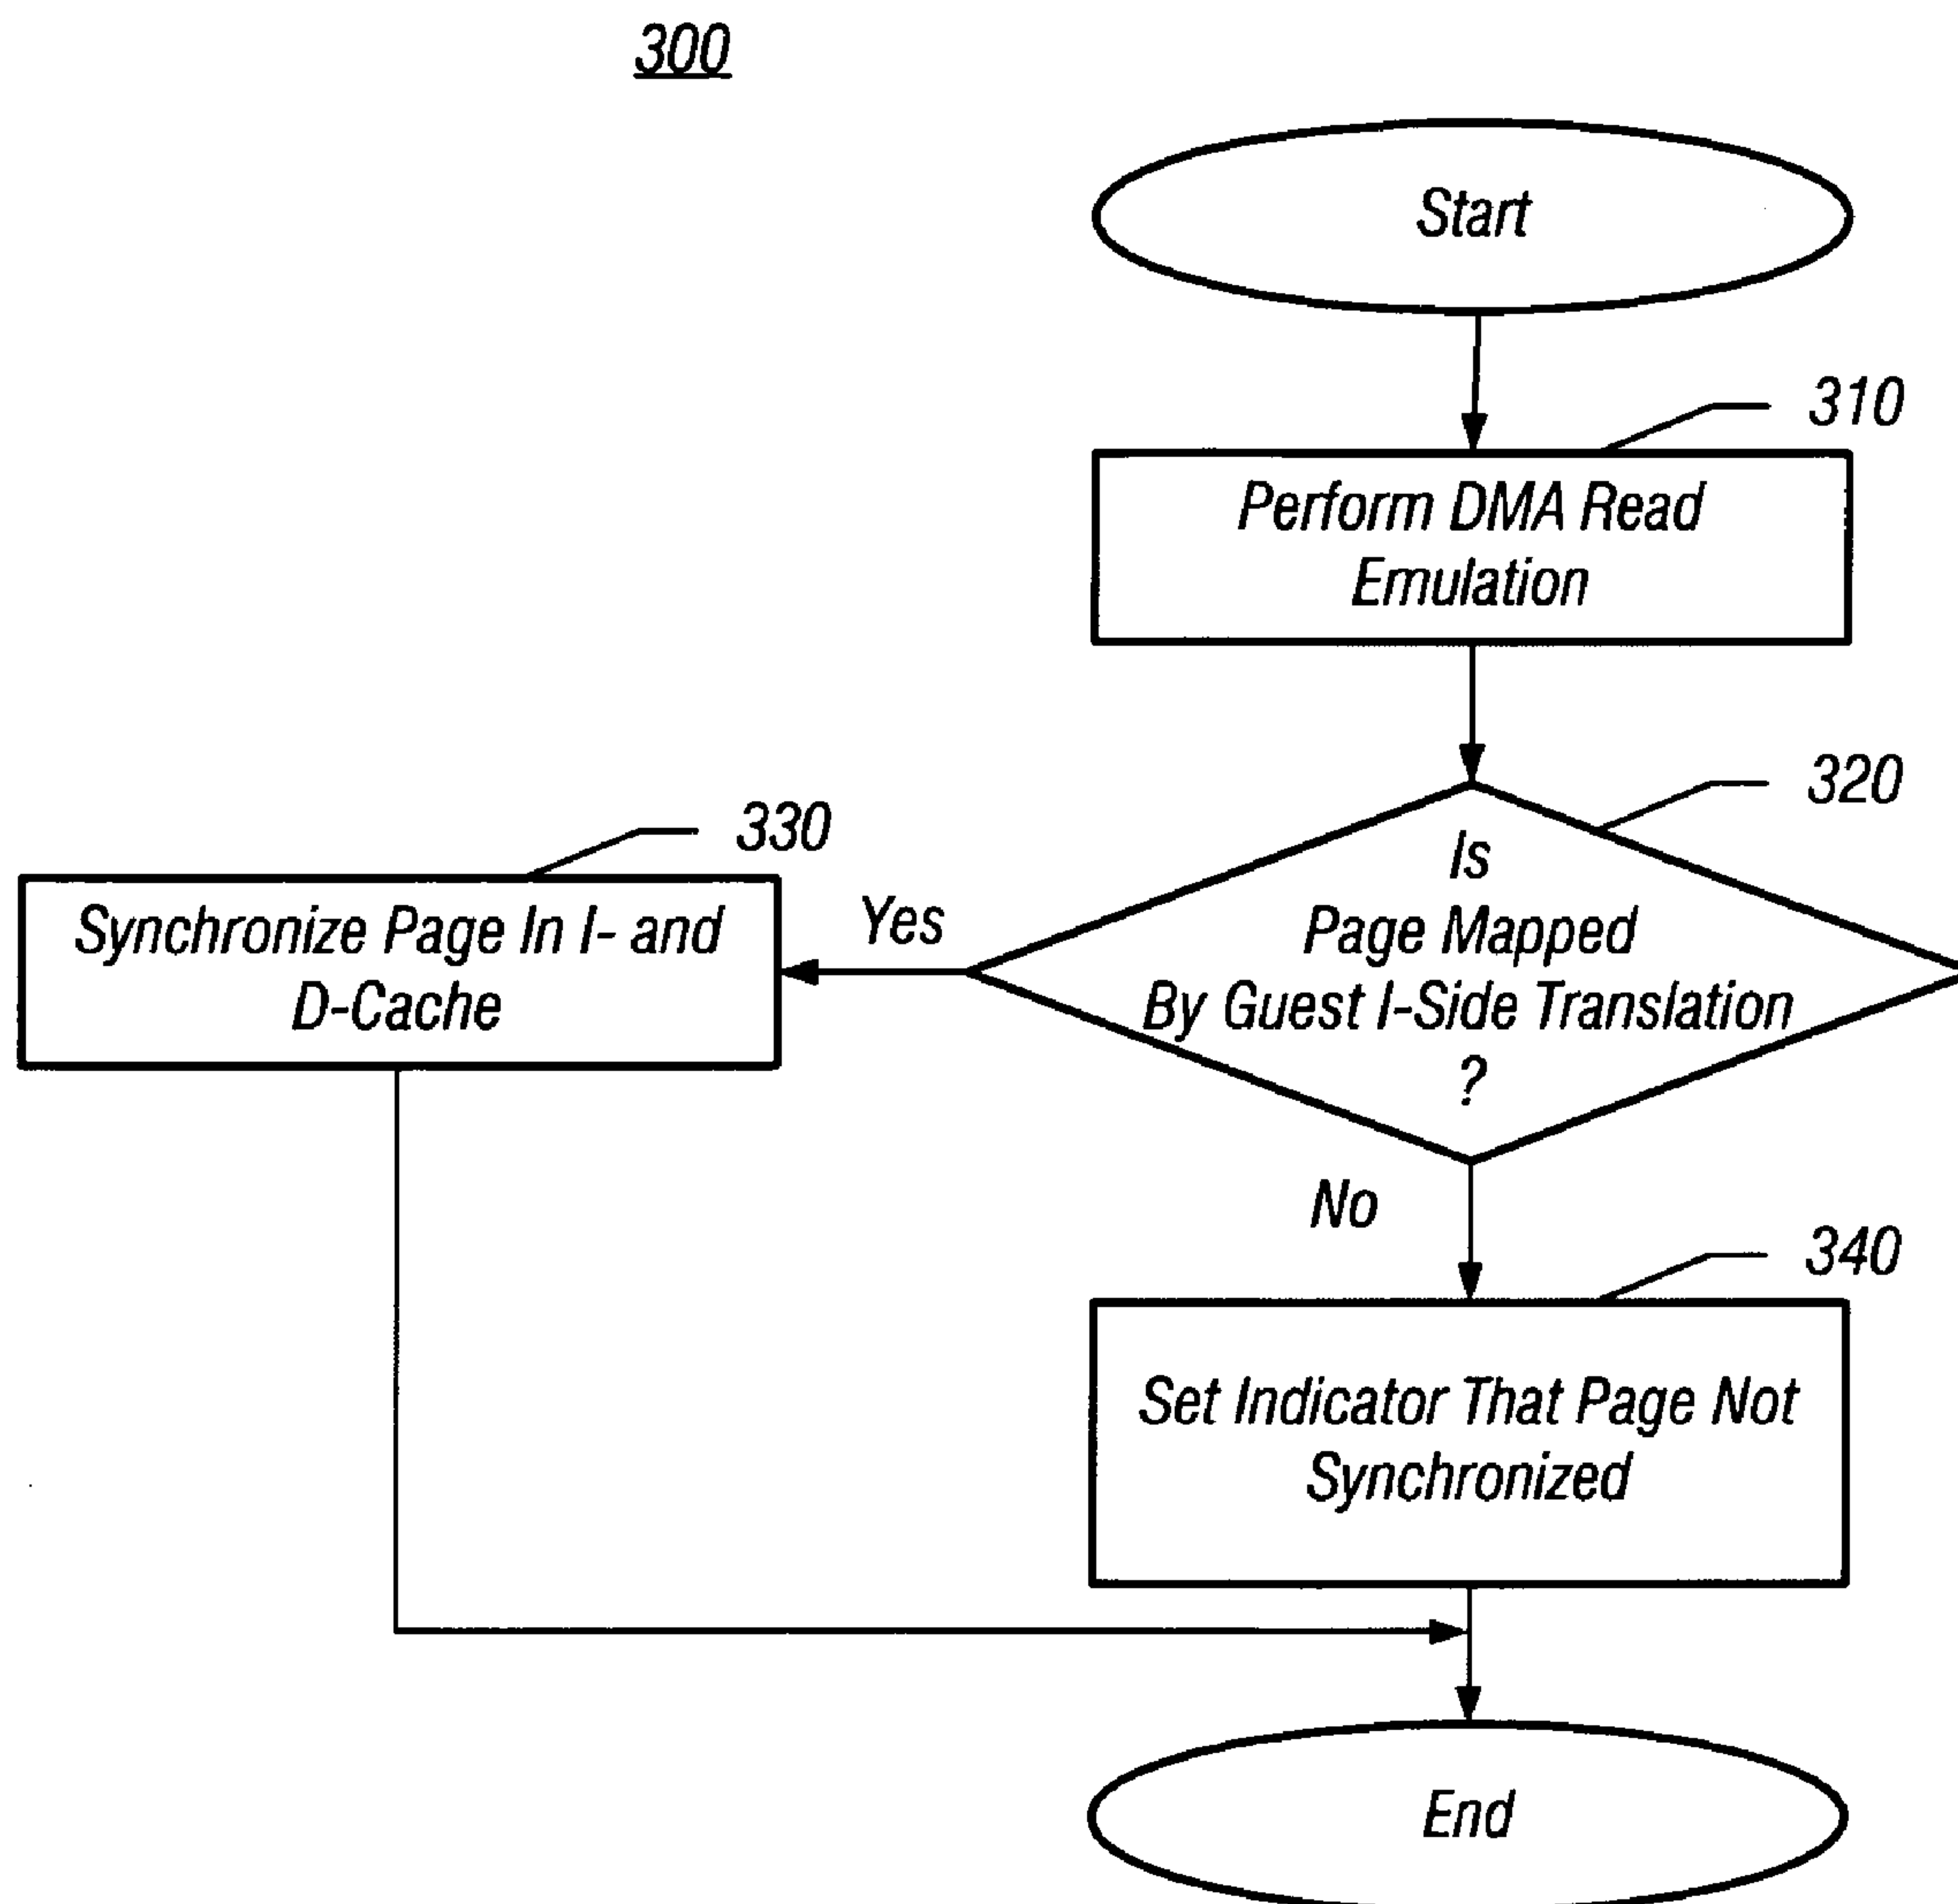 300
Start
310
Perform DMA Read
Emulation
320
Is
Page Mapped
By Guest I-Side Translation
?
330
Yes
Synchronize Page In I- and
D-Cache
No
340
Set Indicator That Page Not
Synchronized
End